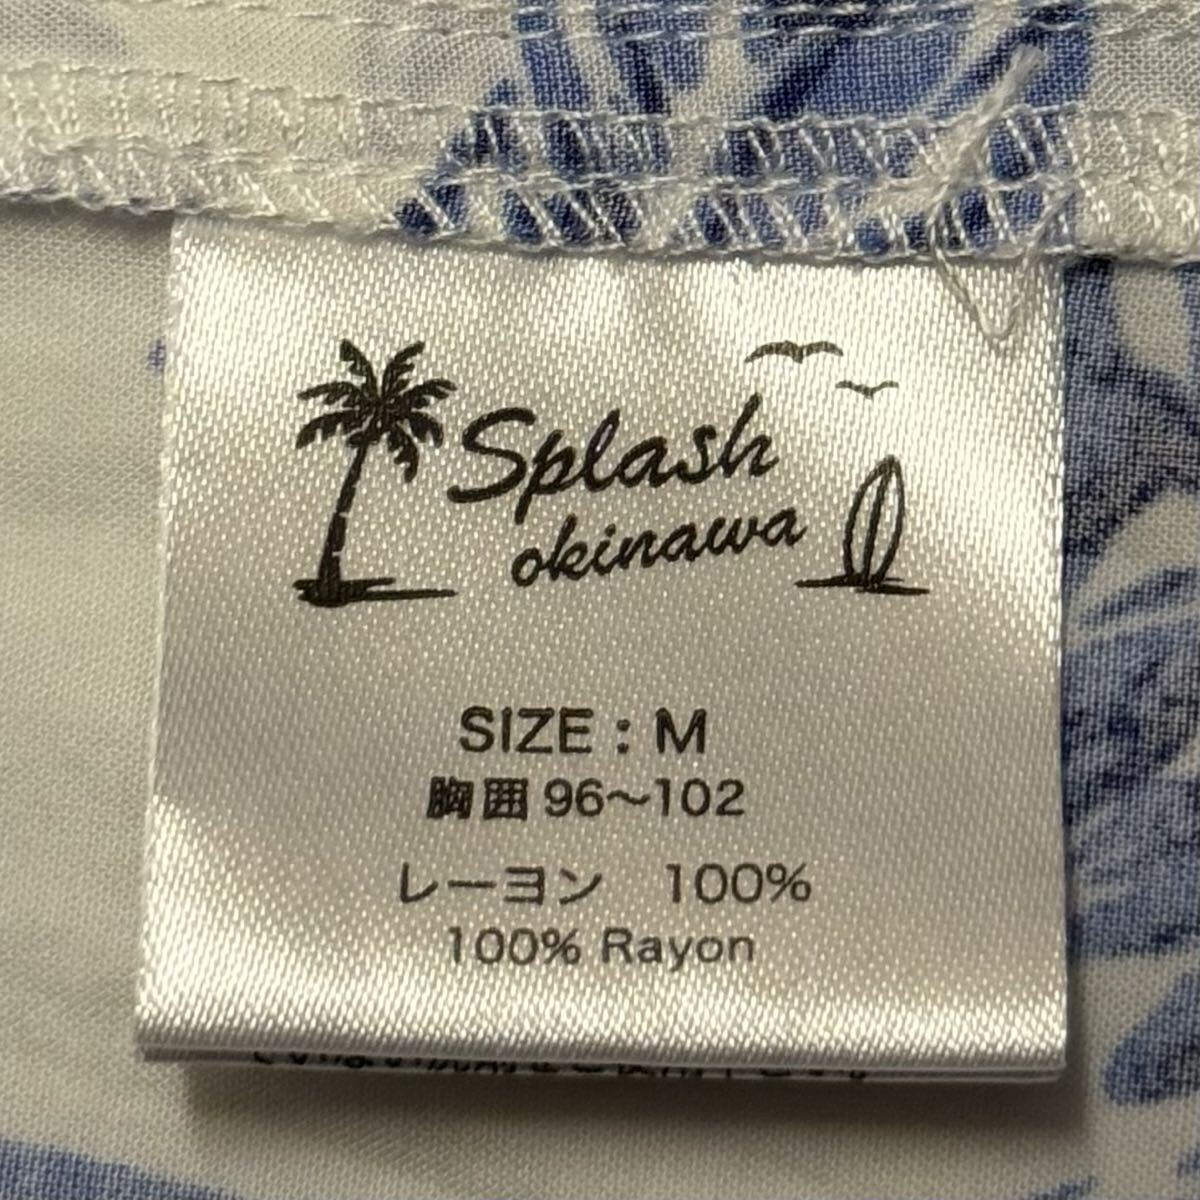 Splash
okinawa
SIZE : M
胸囲 96～102
レーヨン　100%
100% Rayon